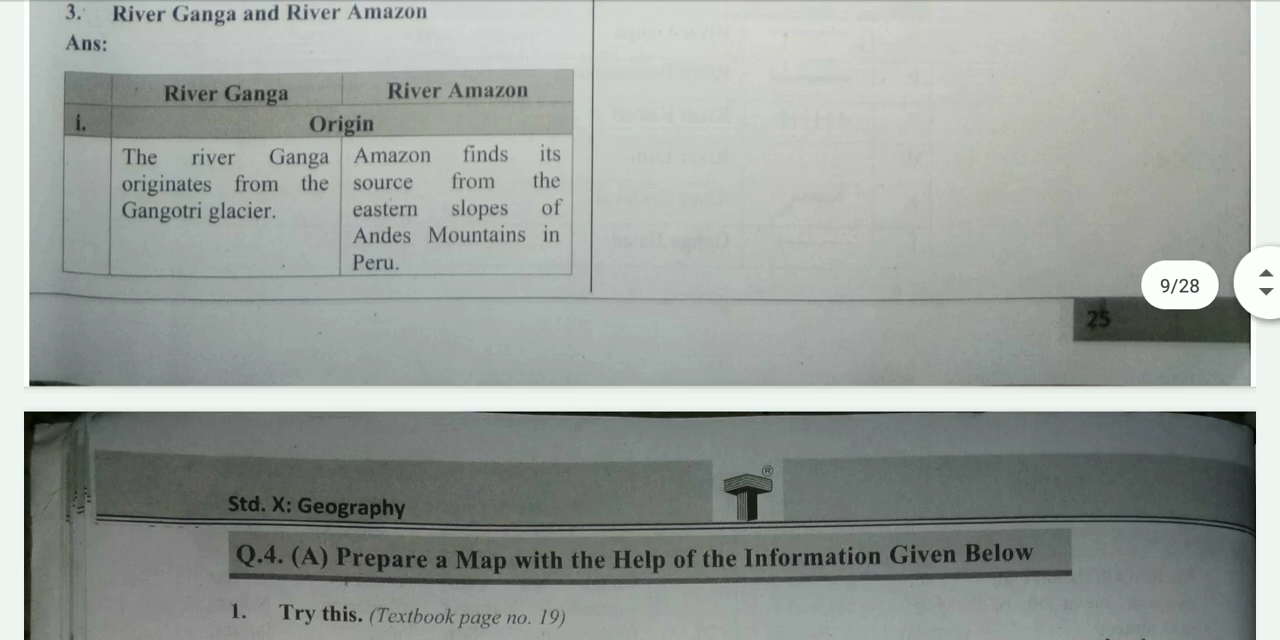 3. River Ganga and River Amazon
Ans:
River Ganga River Amazon
i. Origin
The river Ganga originates from the Gangotri glacier.
Amazon finds its source from the eastern slopes of Andes Mountains in Peru.
9/28
25
Std. X: Geography
®
Q.4. (A) Prepare a Map with the Help of the Information Given Below
1. Try this. (Textbook page no. 19)